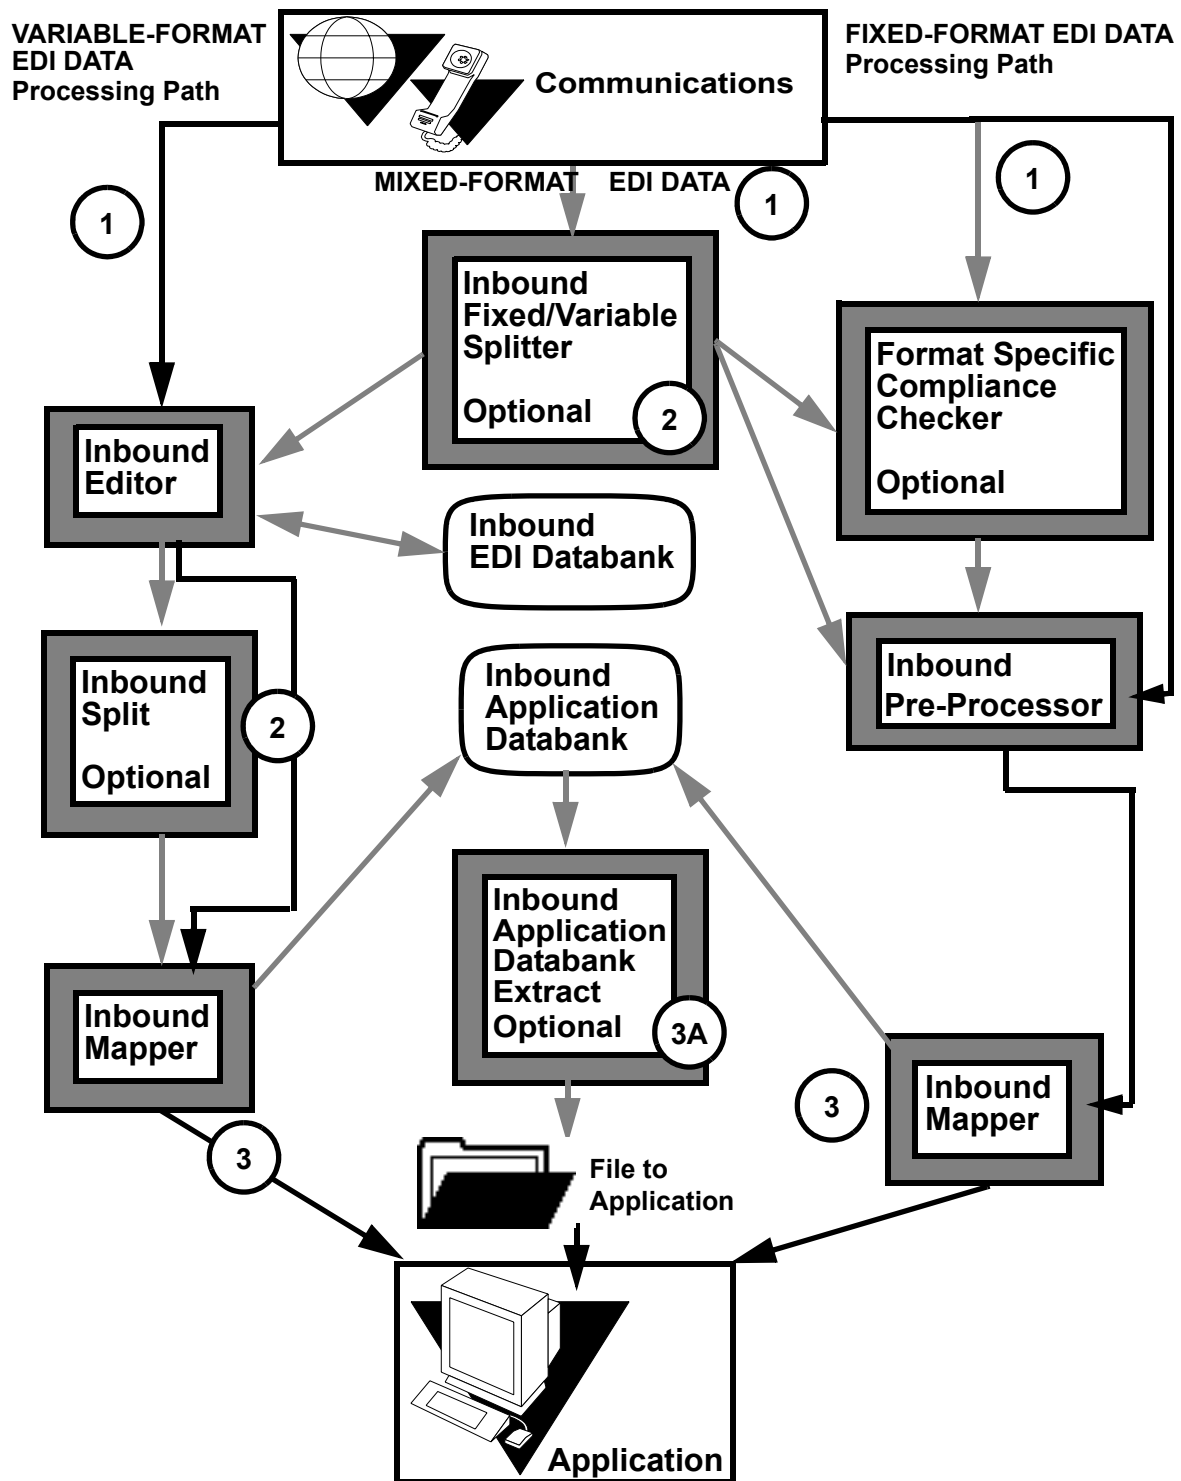 VARIABLE-FORMAT
EDI DATA
Processing Path
Communications
FIXED-FORMAT EDI DATA
Processing Path
MIXED-FORMAT EDI DATA
1
1
1
Inbound
Fixed/Variable
Splitter
Optional
2
Format Specific
Compliance
Checker
Optional
Inbound
Editor
Inbound
EDI Databank
Inbound
Split
Optional
2
Inbound
Application
Databank
Inbound
Pre-Processor
Inbound
Application
Databank
Extract
Optional
3A
Inbound
Mapper
3
Inbound
Mapper
3
File to
Application
Application